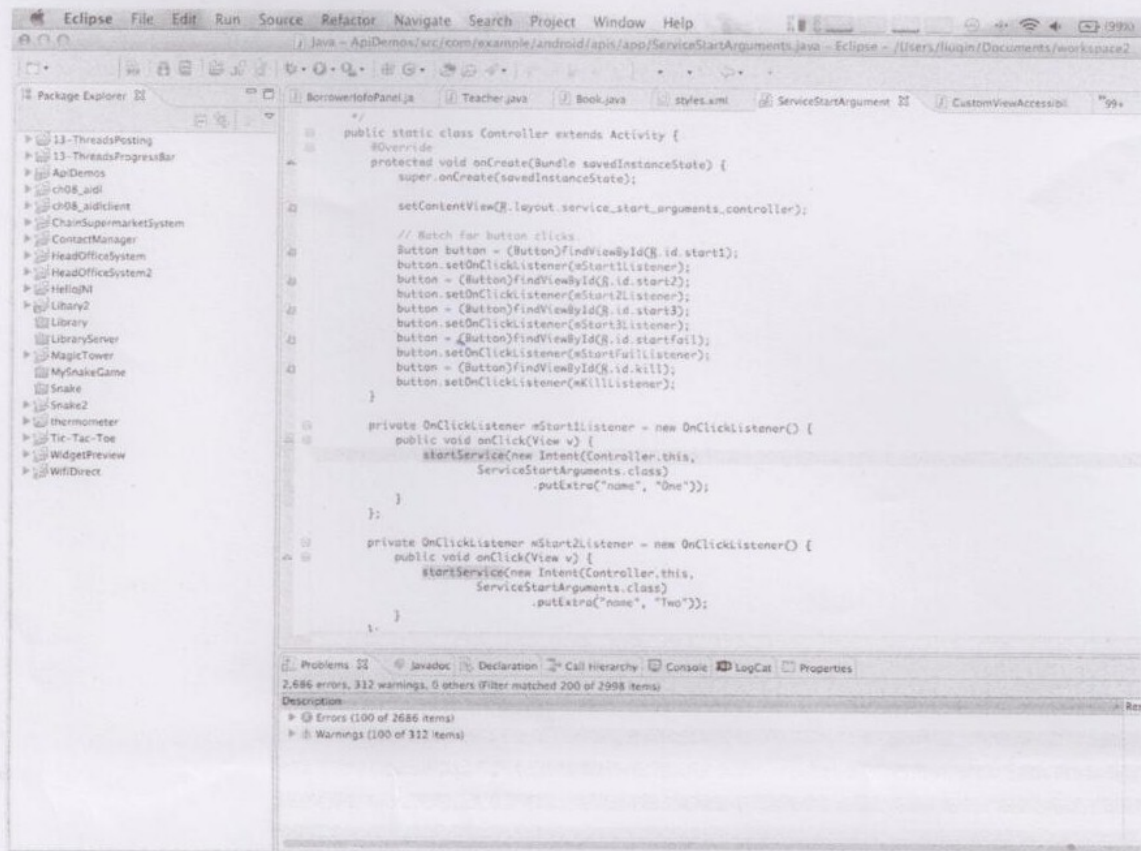 Eclipse File Edit Run Source Refactor Navigate Search Project Window Help (99%)
Java - ApiDemos/src/com/example/android/apis/app/ServiceStartArguments.java - Eclipse - /Users/liuqin/Documents/workspace2
Package Explorer
BorrowerIofoPanel.ja Teacher.java Book.java styles.xml ServiceStartArgument CustomViewAccessibil 99+
13-ThreadsPosting
13-ThreadsProgressBar
ApiDemos
ch08_aidl
ch08_aidlclient
ChainSupermarketSystem
ContactManager
HeadOfficeSystem
HeadOfficeSystem2
HelloJNI
Libary2
Library
LibraryServer
MagicTower
MySnakeGame
Snake
Snake2
thermometer
Tic-Tac-Toe
WidgetPreview
WifiDirect
*/
public static class Controller extends Activity {
@Override
protected void onCreate(Bundle savedInstanceState) {
super.onCreate(savedInstanceState);
setContentView(R.layout.service_start_arguments_controller);
// Watch for button clicks.
Button button = (Button)findViewById(R.id.start1);
button.setOnClickListener(mStart1Listener);
button = (Button)findViewById(R.id.start2);
button.setOnClickListener(mStart2Listener);
button = (Button)findViewById(R.id.start3);
button.setOnClickListener(mStart3Listener);
button = (Button)findViewById(R.id.startfail);
button.setOnClickListener(mStartFailListener);
button = (Button)findViewById(R.id.kill);
button.setOnClickListener(mKillListener);
}
private OnClickListener mStart1Listener = new OnClickListener() {
public void onClick(View v) {
startService(new Intent(Controller.this,
ServiceStartArguments.class)
.putExtra("name", "One"));
}
};
private OnClickListener mStart2Listener = new OnClickListener() {
public void onClick(View v) {
startService(new Intent(Controller.this,
ServiceStartArguments.class)
.putExtra("name", "Two"));
}
};
Problems Javadoc Declaration Call Hierarchy Console LogCat Properties
2,686 errors, 312 warnings, 0 others (Filter matched 200 of 2998 items)
Description Res
Errors (100 of 2686 items)
Warnings (100 of 312 items)